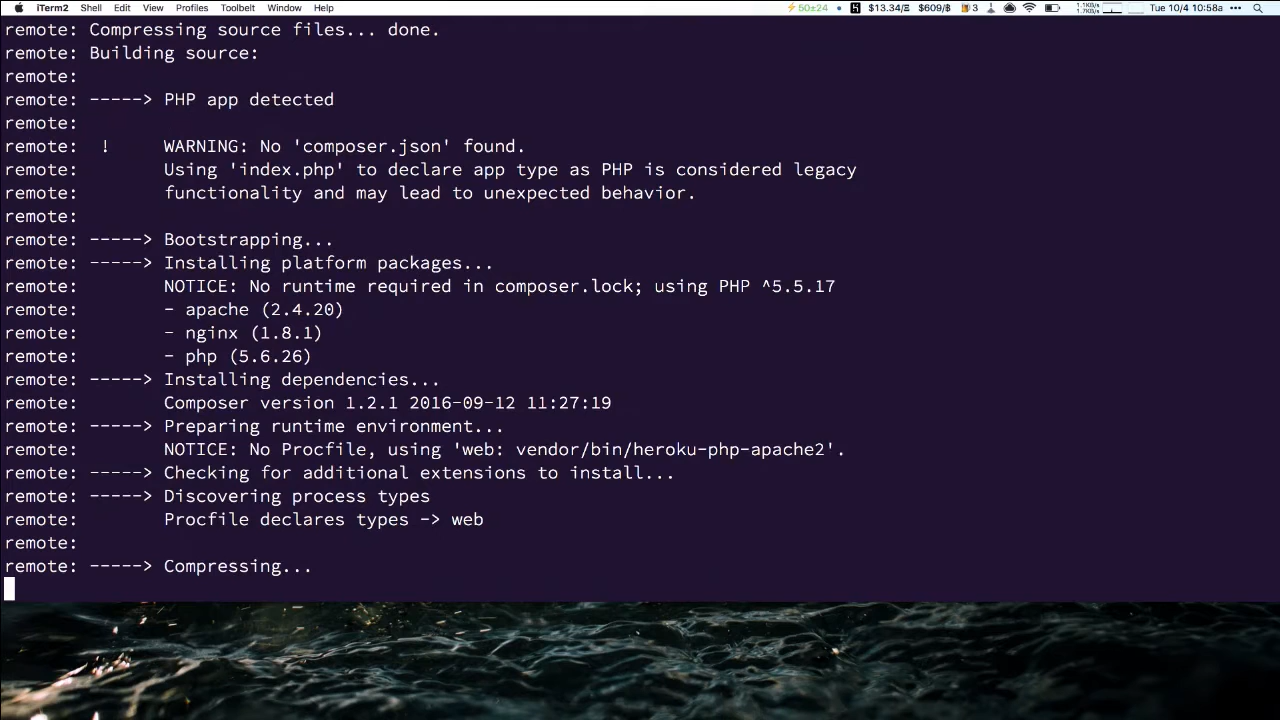 iTerm2 Shell Edit View Profiles Toolbelt Window Help ⚡50±24 $13.34/Ξ $609/฿ 3 1.1KB/s 1.7KB/s Tue 10/4 10:58a
remote: Compressing source files... done.
remote: Building source:
remote:
remote: -----> PHP app detected
remote:
remote:  !     WARNING: No 'composer.json' found.
remote:        Using 'index.php' to declare app type as PHP is considered legacy
remote:        functionality and may lead to unexpected behavior.
remote:
remote: -----> Bootstrapping...
remote: -----> Installing platform packages...
remote:        NOTICE: No runtime required in composer.lock; using PHP ^5.5.17
remote:        - apache (2.4.20)
remote:        - nginx (1.8.1)
remote:        - php (5.6.26)
remote: -----> Installing dependencies...
remote:        Composer version 1.2.1 2016-09-12 11:27:19
remote: -----> Preparing runtime environment...
remote:        NOTICE: No Procfile, using 'web: vendor/bin/heroku-php-apache2'.
remote: -----> Checking for additional extensions to install...
remote: -----> Discovering process types
remote:        Procfile declares types -> web
remote:
remote: -----> Compressing...